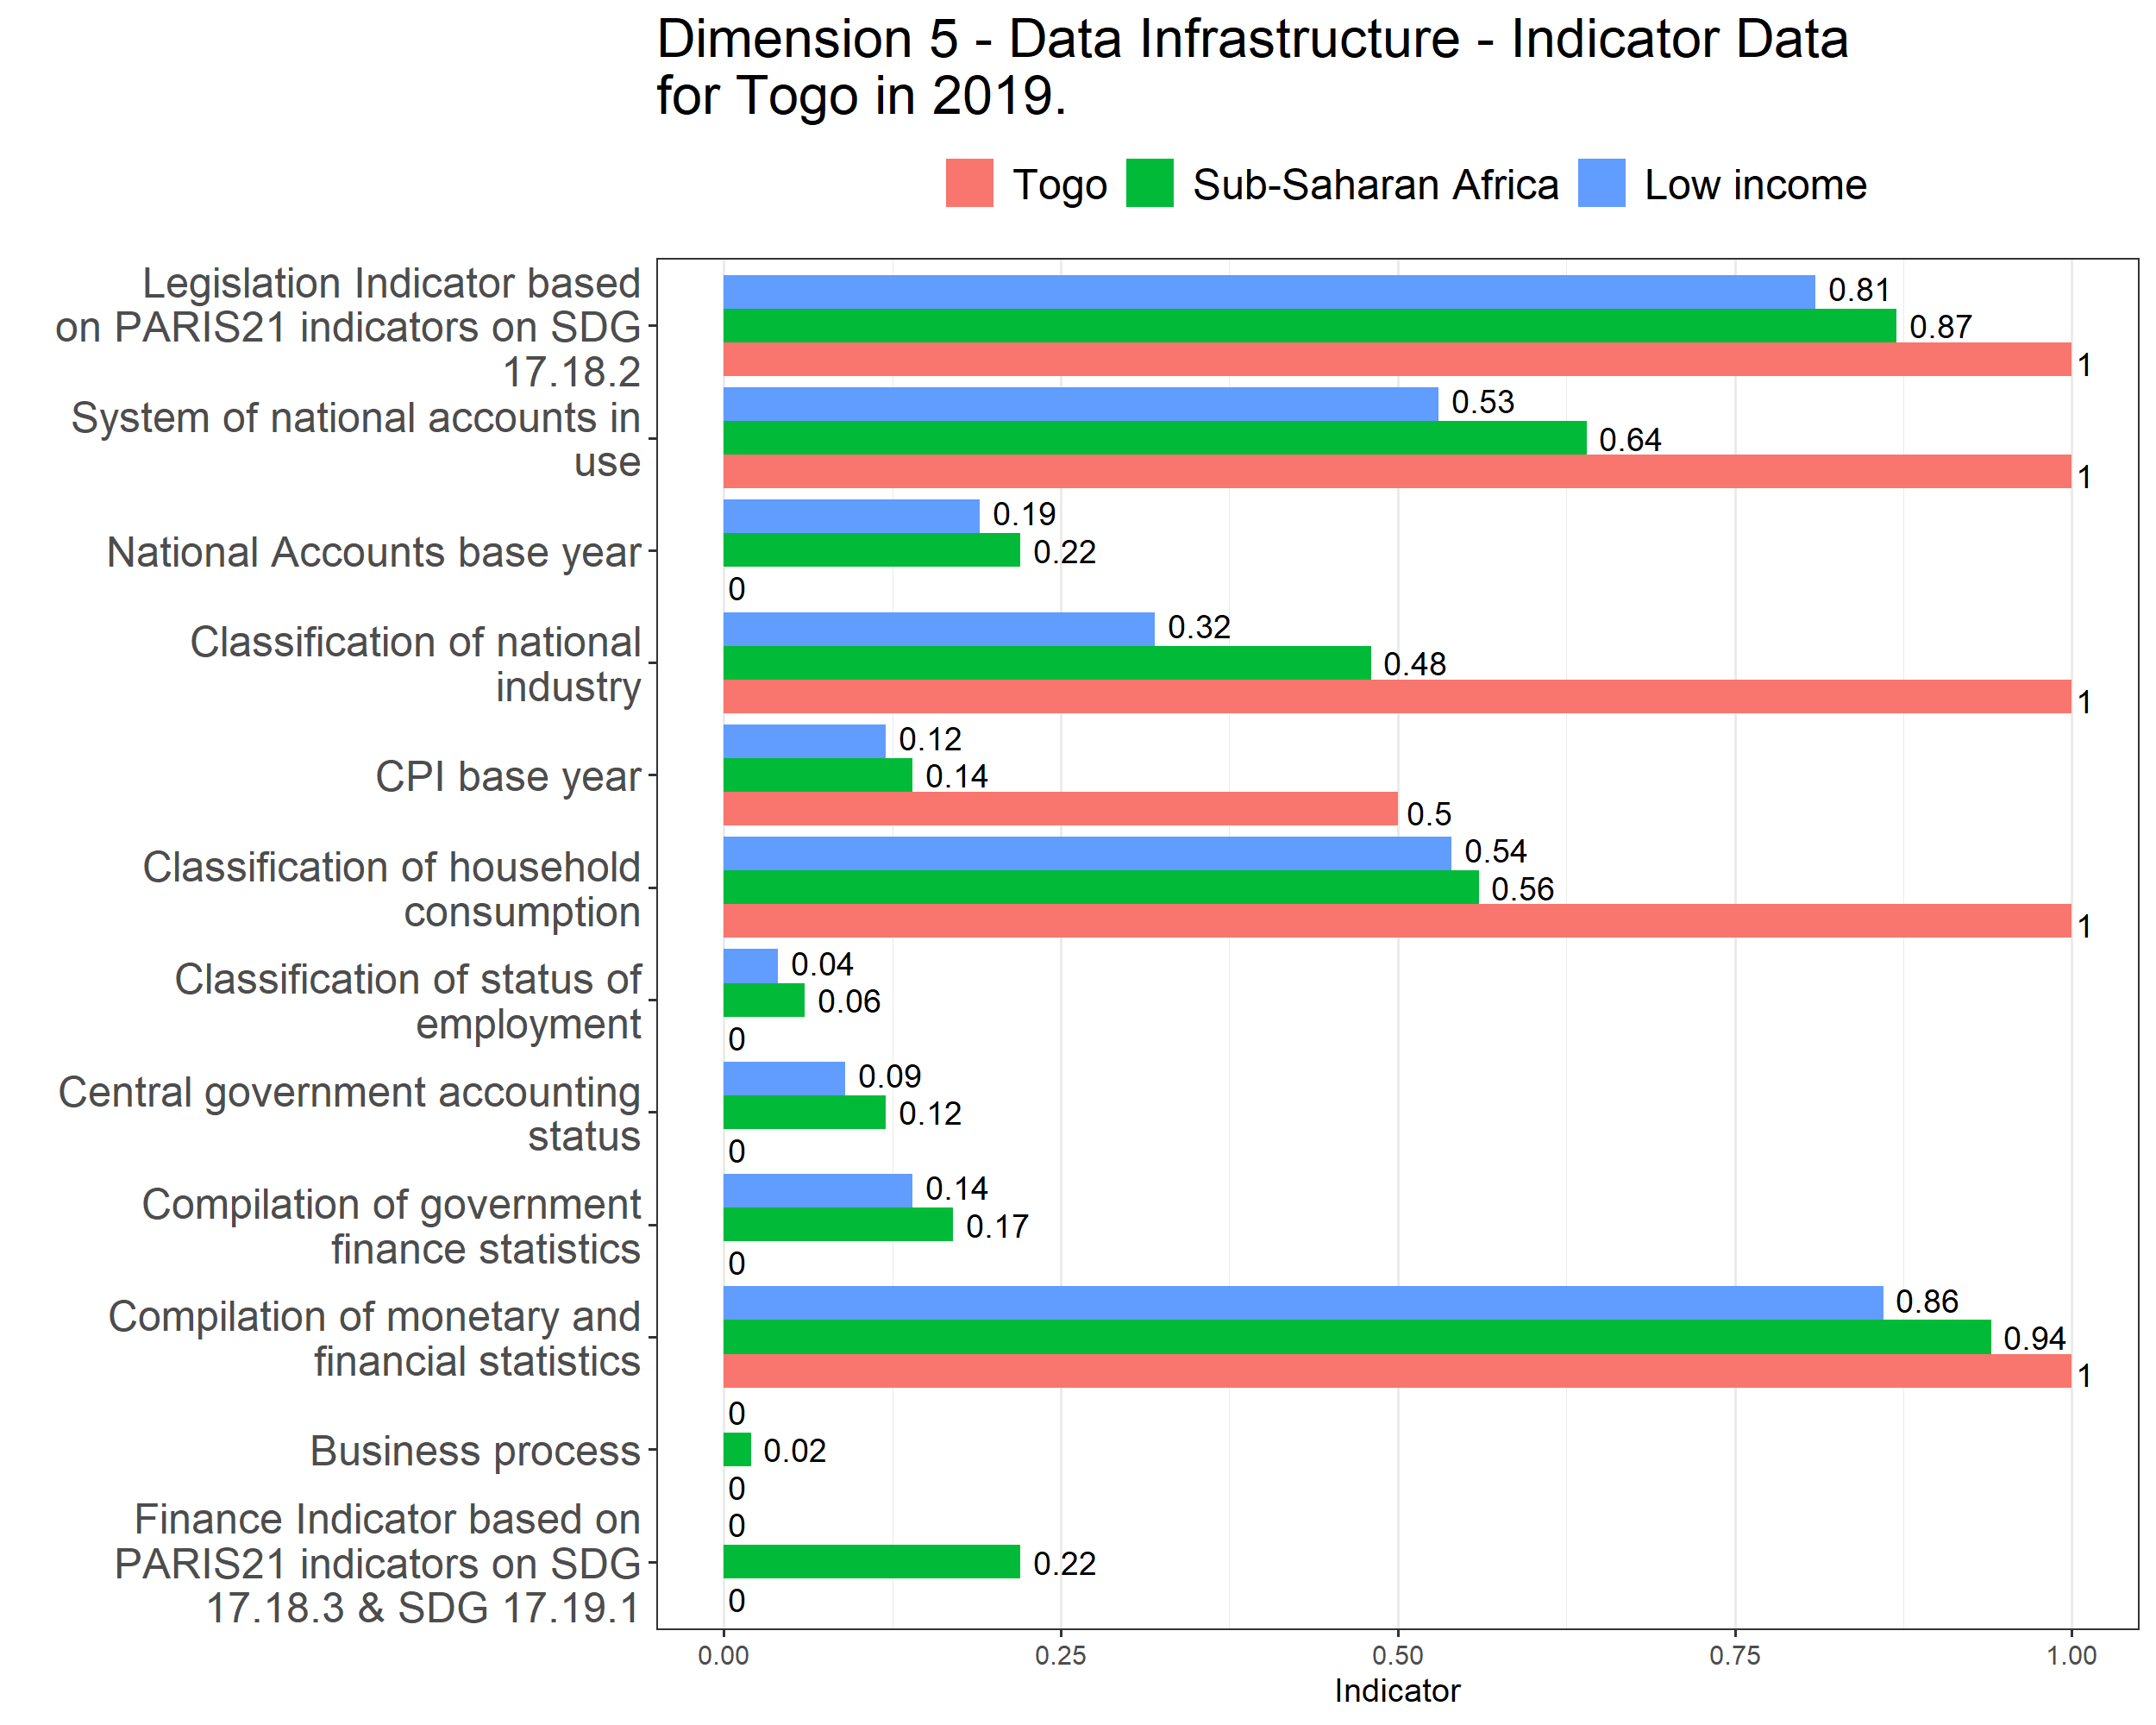 Dimension 5 - Data Infrastructure - Indicator Data
for Togo in 2019.
Togo
Sub-Saharan Africa
Low income
Legislation Indicator based
on PARIS21 indicators on SDG
17.18.2
0.81
0.87
1
System of national accounts in
use
0.53
0.64
1
National Accounts base year
0.19
0.22
0
Classification of national
industry
0.32
0.48
1
CPI base year
0.12
0.14
0.5
Classification of household
consumption
0.54
0.56
1
Classification of status of
employment
0.04
0.06
0
Central government accounting
status
0.09
0.12
0
Compilation of government
finance statistics
0.14
0.17
0
Compilation of monetary and
financial statistics
0.86
0.94
1
Business process
0
0.02
0
Finance Indicator based on
PARIS21 indicators on SDG
17.18.3 & SDG 17.19.1
0
0.22
0
0.00
0.25
0.50
0.75
1.00
Indicator